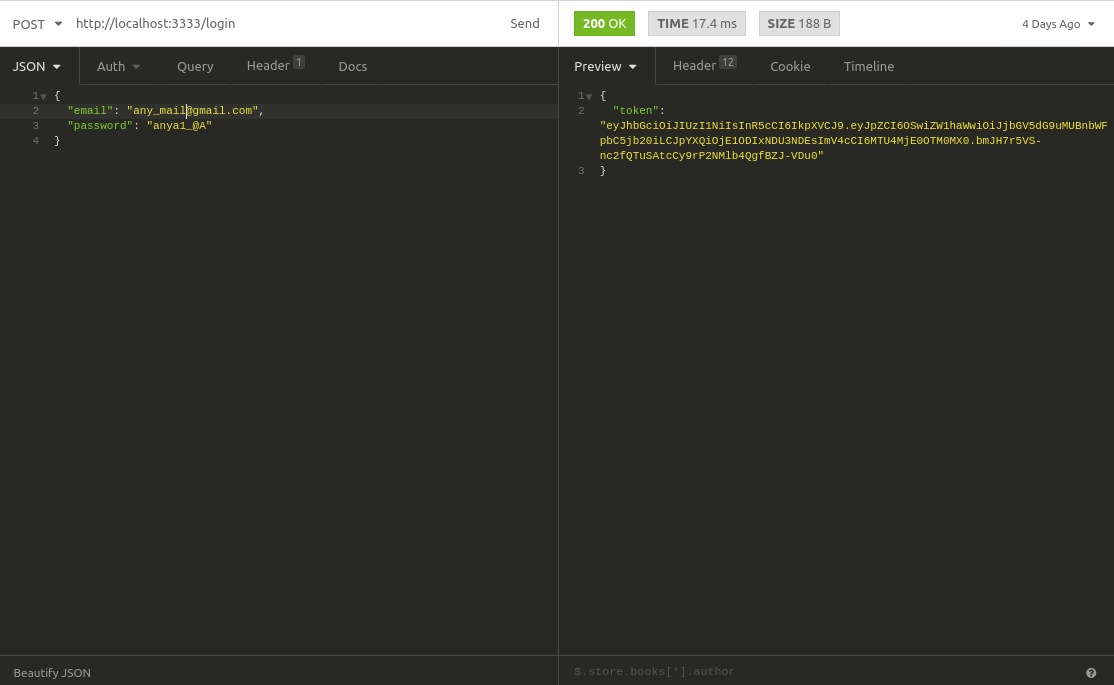 POST http://localhost:3333/login Send 200 OK TIME 17.4 ms SIZE 188 B 4 Days Ago
JSON Auth Query Header 1 Docs Preview Header 12 Cookie Timeline
1 {
2 "email": "any_mail@gmail.com",
3 "password": "anya1_@A"
4 }
1 {
2 "token":
"eyJhbGciOiJIUzI1NiIsInR5cCI6IkpXVCJ9.eyJpZCI6OSwiZW1haWwiOiJjbGV5dG9uMUBnbWF
pbC5jb20iLCJpYXQiOjE1ODIxNDU3NDEsImV4cCI6MTU4MjE0OTM0MX0.bmJH7r5VS-
nc2fQTuSAtcCy9rP2NMlb4QgfBZJ-VDu0"
3 }
Beautify JSON $.store.books[*].author